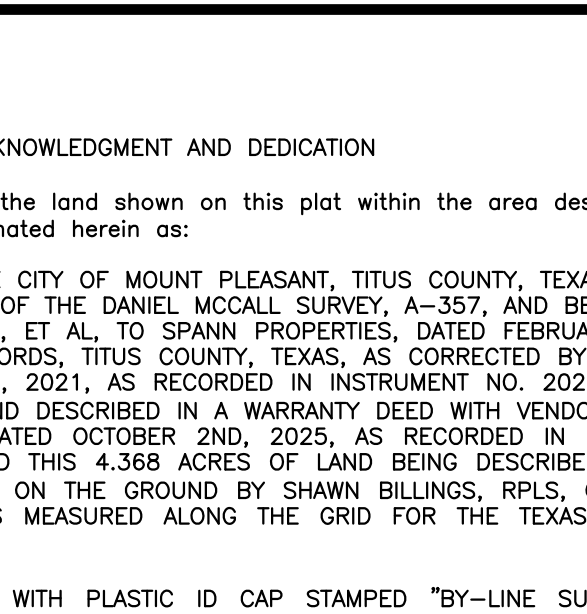 KNOWLEDGMENT AND DEDICATION
the land shown on this plat within the area des
nated herein as:
CITY OF MOUNT PLEASANT, TITUS COUNTY, TEXA
OF THE DANIEL MCCALL SURVEY, A-357, AND BE
, ET AL, TO SPANN PROPERTIES, DATED FEBRUA
ORDS, TITUS COUNTY, TEXAS, AS CORRECTED BY
, 2021, AS RECORDED IN INSTRUMENT NO. 202
ND DESCRIBED IN A WARRANTY DEED WITH VENDO
ATED OCTOBER 2ND, 2025, AS RECORDED IN
D THIS 4.368 ACRES OF LAND BEING DESCRIBE
ON THE GROUND BY SHAWN BILLINGS, RPLS,
S MEASURED ALONG THE GRID FOR THE TEXAS
WITH PLASTIC ID CAP STAMPED "BY-LINE SU